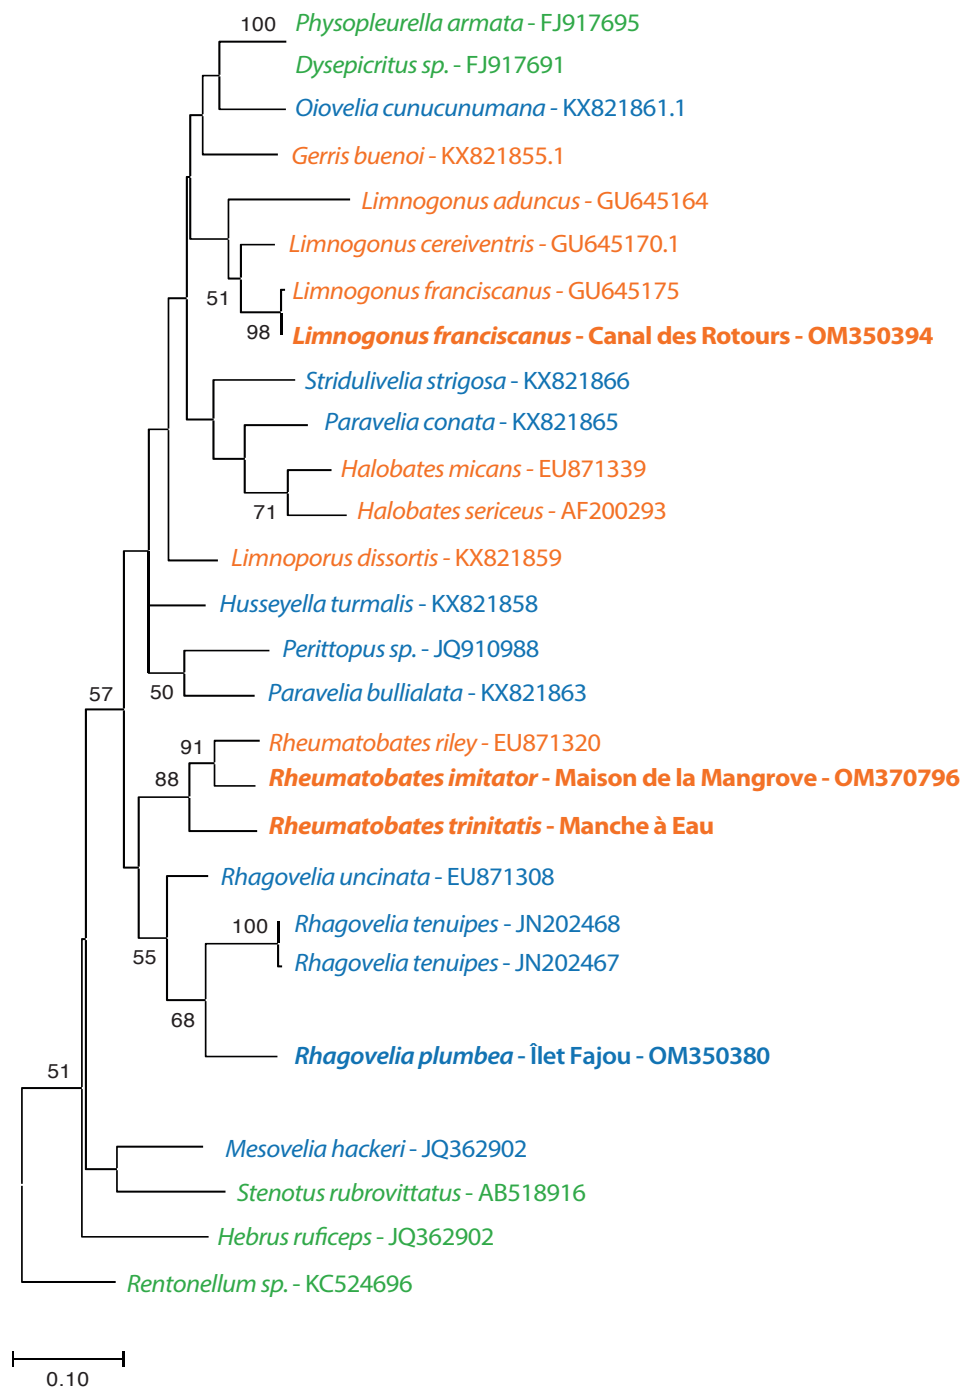 100
Physopleurella armata - FJ917695
Dysepicritus sp. - FJ917691
Oiovelia cunucunumana - KX821861.1
Gerris buenoi - KX821855.1
Limnogonus aduncus - GU645164
Limnogonus cereiventris - GU645170.1
51
Limnogonus franciscanus - GU645175
98
Limnogonus franciscanus - Canal des Rotours - OM350394
Stridulivelia strigosa - KX821866
Paravelia conata - KX821865
Halobates micans - EU871339
71
Halobates sericeus - AF200293
Limnoporus dissortis - KX821859
Husseyella turmalis - KX821858
Perittopus sp. - JQ910988
57
50
Paravelia bullialata - KX821863
91
Rheumatobates riley - EU871320
88
Rheumatobates imitator - Maison de la Mangrove - OM370796
Rheumatobates trinitatis - Manche à Eau
Rhagovelia uncinata - EU871308
100
Rhagovelia tenuipes - JN202468
55
Rhagovelia tenuipes - JN202467
68
Rhagovelia plumbea - Îlet Fajou - OM350380
51
Mesovelia hackeri - JQ362902
Stenotus rubrovittatus - AB518916
Hebrus ruficeps - JQ362902
Rentonellum sp. - KC524696
0.10